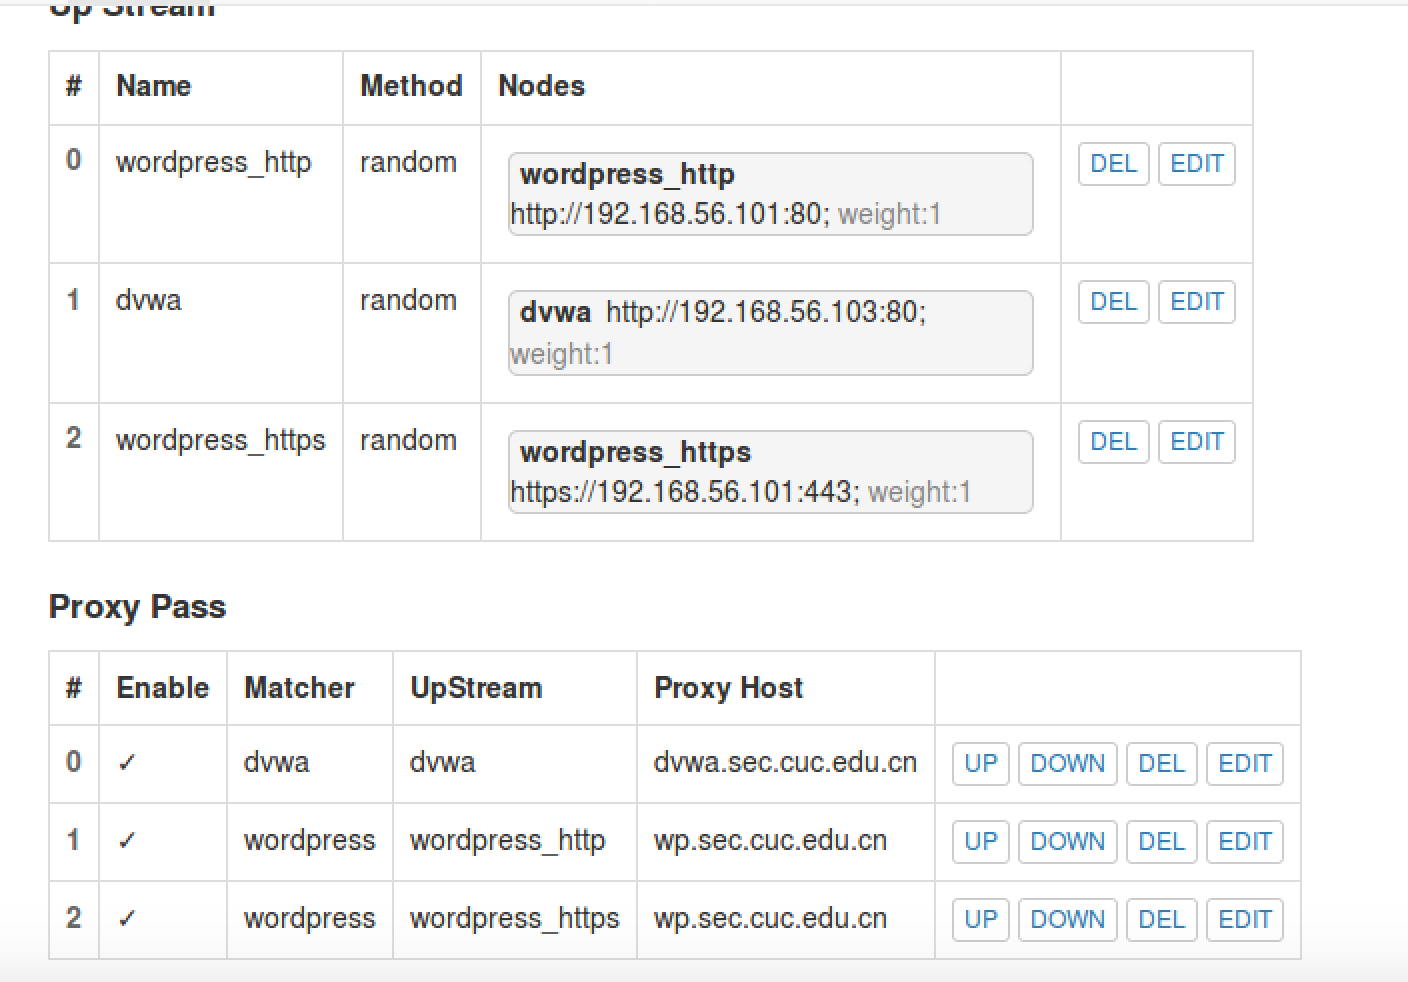 Up Stream
# Name Method Nodes
0 wordpress_http random wordpress_http DEL EDIT
http://192.168.56.101:80; weight:1
1 dvwa random dvwa http://192.168.56.103:80; DEL EDIT
weight:1
2 wordpress_https random wordpress_https DEL EDIT
https://192.168.56.101:443; weight:1
Proxy Pass
# Enable Matcher UpStream Proxy Host
0 ✓ dvwa dvwa dvwa.sec.cuc.edu.cn UP DOWN DEL EDIT
1 ✓ wordpress wordpress_http wp.sec.cuc.edu.cn UP DOWN DEL EDIT
2 ✓ wordpress wordpress_https wp.sec.cuc.edu.cn UP DOWN DEL EDIT